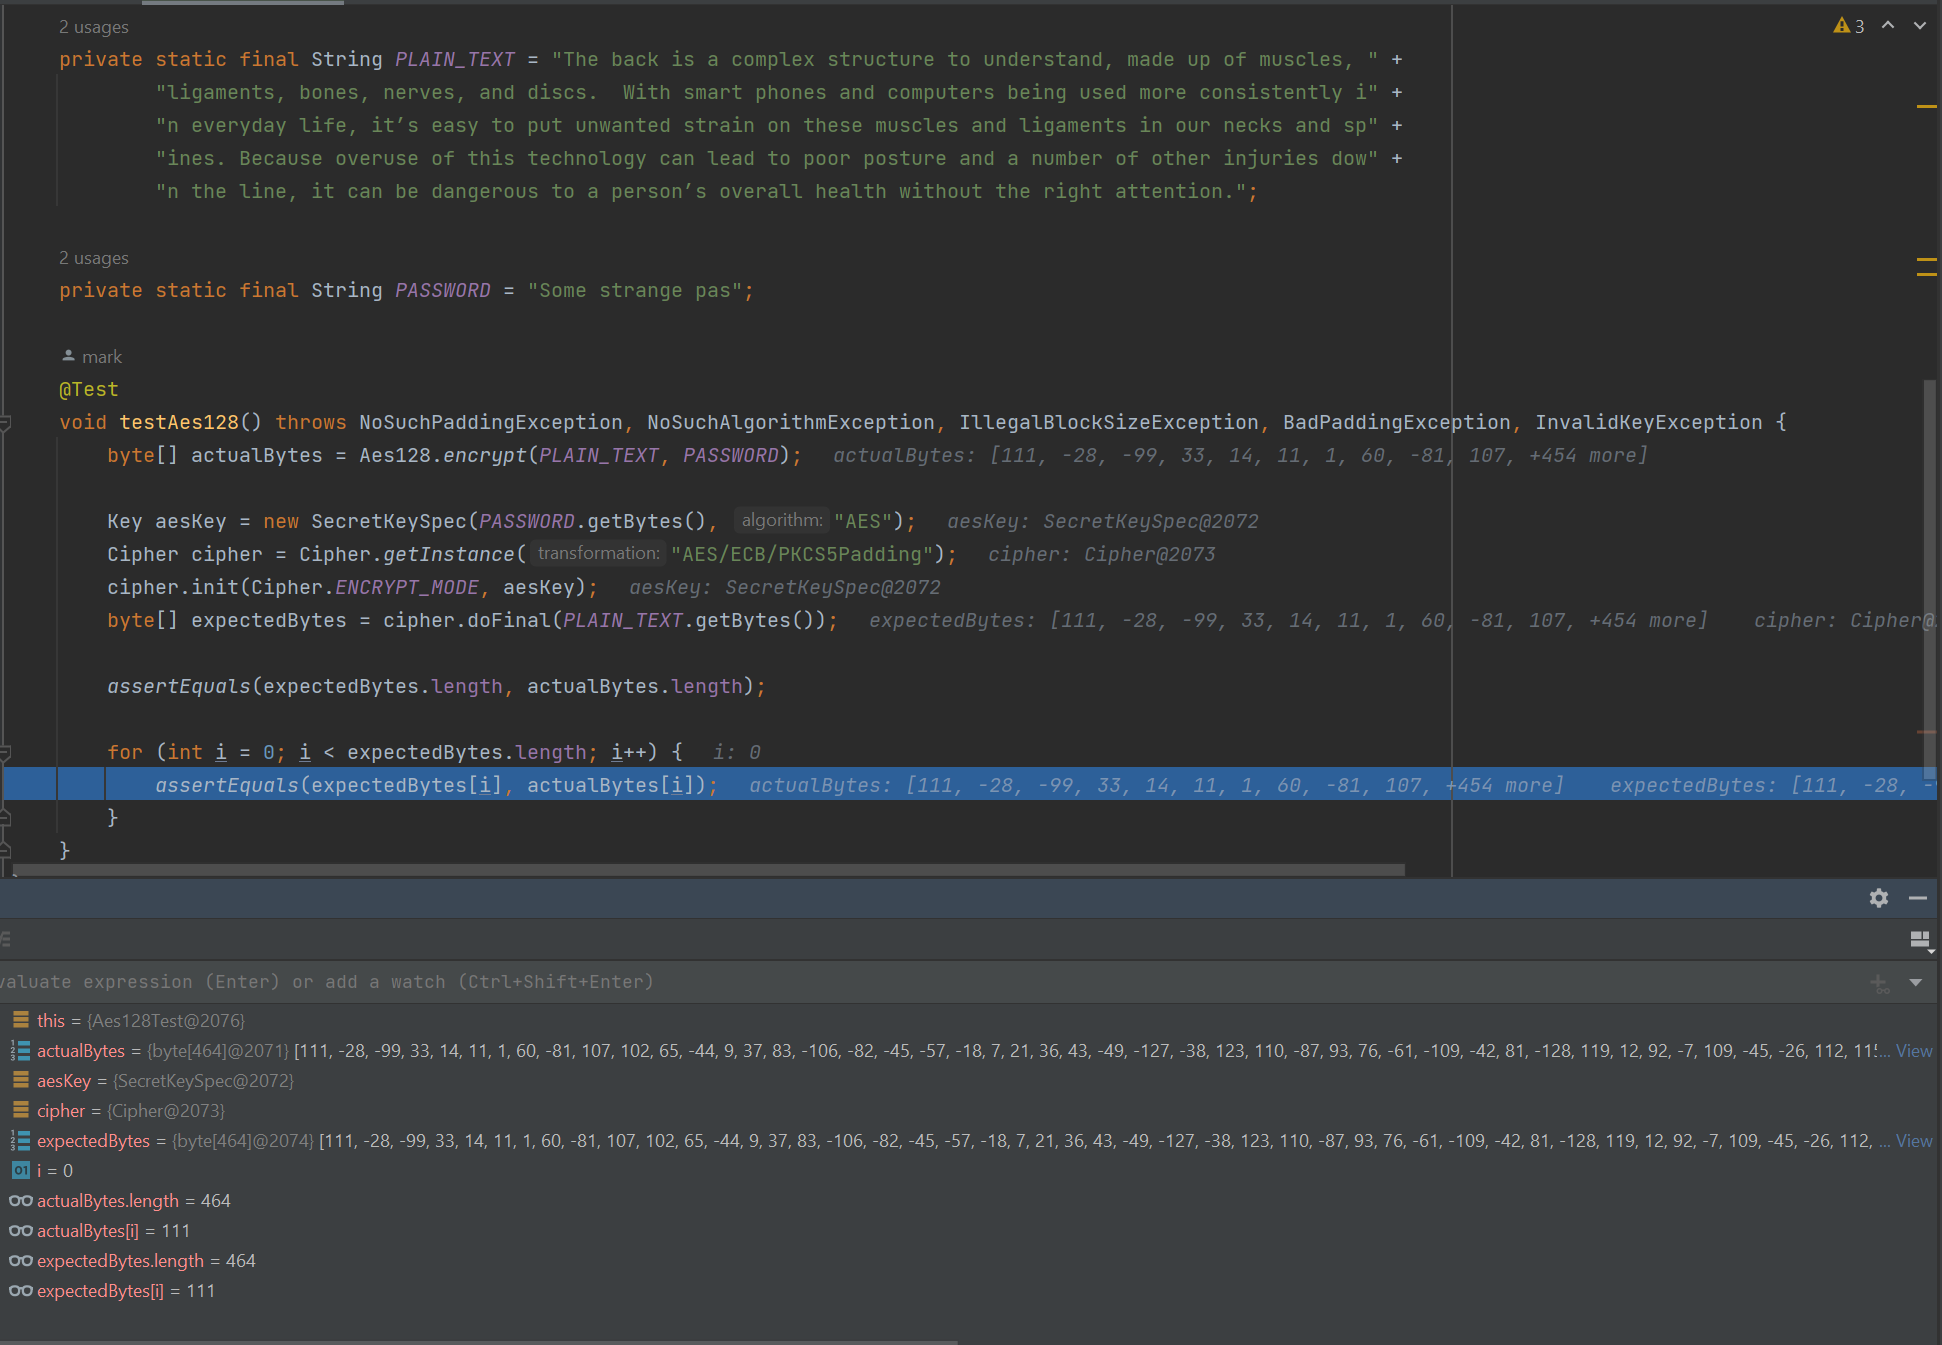 2 usages
3
private static final String PLAIN_TEXT = "The back is a complex structure to understand, made up of muscles, " +
"ligaments, bones, nerves, and discs.  With smart phones and computers being used more consistently i" +
"n everyday life, it’s easy to put unwanted strain on these muscles and ligaments in our necks and sp" +
"ines. Because overuse of this technology can lead to poor posture and a number of other injuries dow" +
"n the line, it can be dangerous to a person’s overall health without the right attention.";
2 usages
private static final String PASSWORD = "Some strange pas";
mark
@Test
void testAes128() throws NoSuchPaddingException, NoSuchAlgorithmException, IllegalBlockSizeException, BadPaddingException, InvalidKeyException {
byte[] actualBytes = Aes128.encrypt(PLAIN_TEXT, PASSWORD);   actualBytes: [111, -28, -99, 33, 14, 11, 1, 60, -81, 107, +454 more]
Key aesKey = new SecretKeySpec(PASSWORD.getBytes(), algorithm: "AES");   aesKey: SecretKeySpec@2072
Cipher cipher = Cipher.getInstance( transformation: "AES/ECB/PKCS5Padding");   cipher: Cipher@2073
cipher.init(Cipher.ENCRYPT_MODE, aesKey);   aesKey: SecretKeySpec@2072
byte[] expectedBytes = cipher.doFinal(PLAIN_TEXT.getBytes());   expectedBytes: [111, -28, -99, 33, 14, 11, 1, 60, -81, 107, +454 more]   cipher: Cipher@
assertEquals(expectedBytes.length, actualBytes.length);
for (int i = 0; i < expectedBytes.length; i++) {   i: 0
assertEquals(expectedBytes[i], actualBytes[i]);   actualBytes: [111, -28, -99, 33, 14, 11, 1, 60, -81, 107, +454 more]   expectedBytes: [111, -28, -
}
}
valuate expression (Enter) or add a watch (Ctrl+Shift+Enter)
this = {Aes128Test@2076}
actualBytes = {byte[464]@2071} [111, -28, -99, 33, 14, 11, 1, 60, -81, 107, 102, 65, -44, 9, 37, 83, -106, -82, -45, -57, -18, 7, 21, 36, 43, -49, -127, -38, 123, 110, -87, 93, 76, -61, -109, -42, 81, -128, 119, 12, 92, -7, 109, -45, -26, 112, 115... View
aesKey = {SecretKeySpec@2072}
cipher = {Cipher@2073}
expectedBytes = {byte[464]@2074} [111, -28, -99, 33, 14, 11, 1, 60, -81, 107, 102, 65, -44, 9, 37, 83, -106, -82, -45, -57, -18, 7, 21, 36, 43, -49, -127, -38, 123, 110, -87, 93, 76, -61, -109, -42, 81, -128, 119, 12, 92, -7, 109, -45, -26, 112, ... View
01 i = 0
actualBytes.length = 464
actualBytes[i] = 111
expectedBytes.length = 464
expectedBytes[i] = 111